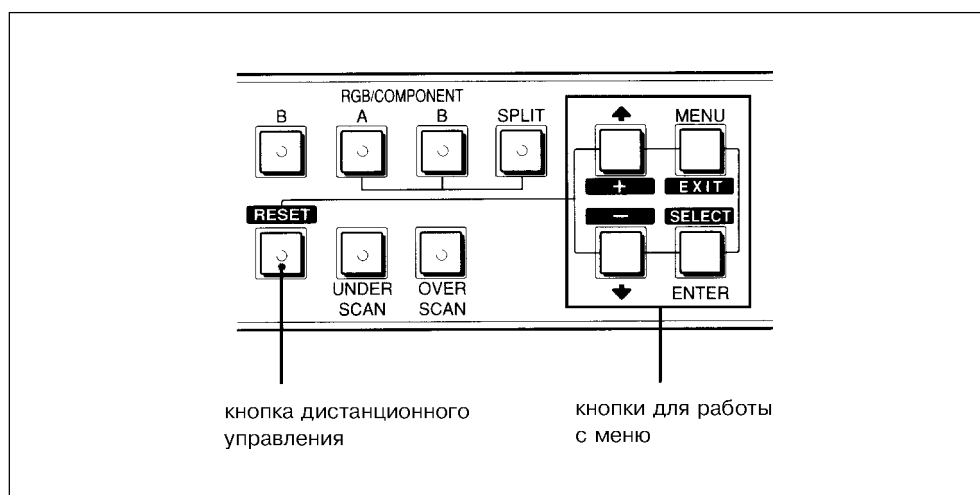 RGB/COMPONENT
B A B SPLIT MENU
+ EXIT
RESET − SELECT
UNDER SCAN OVER SCAN ENTER
кнопка дистанционного
управления
кнопки для работы
с меню